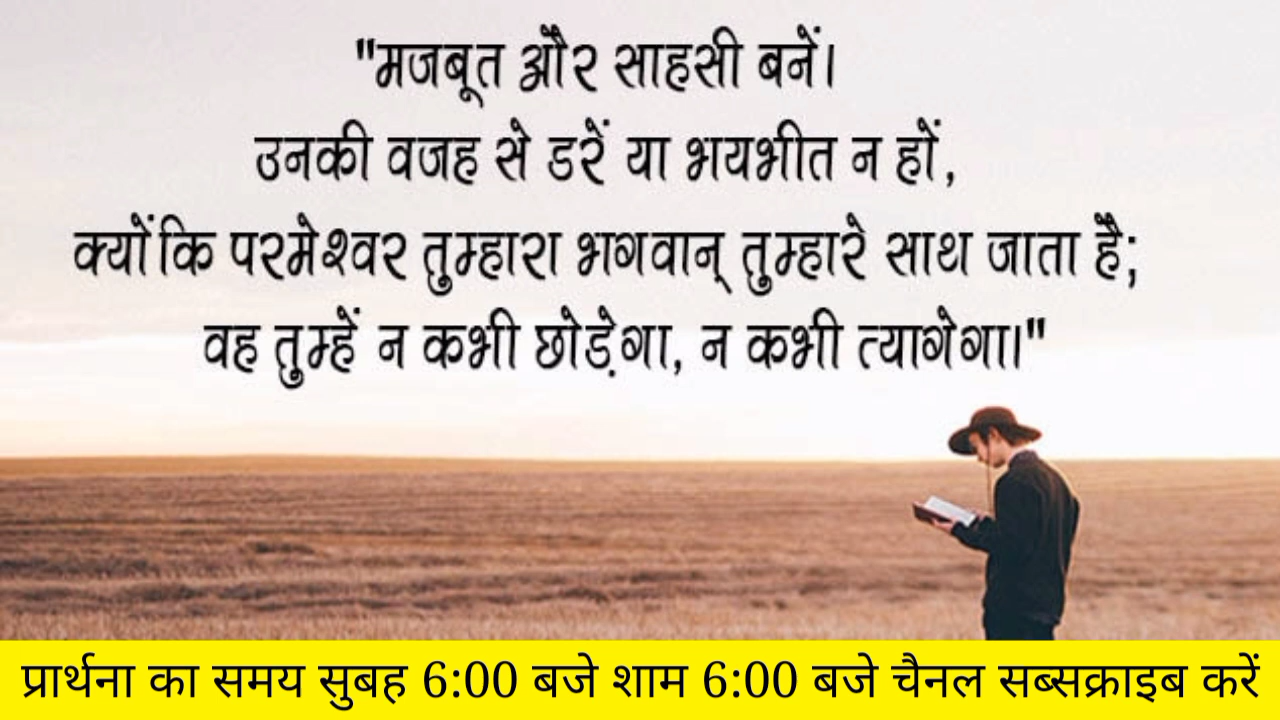 "मजबूत और साहसी बनें।
उनकी वजह से डरें या भयभीत न हों,
क्योंकि परमेश्वर तुम्हारा भगवान् तुम्हारे साथ जाता है;
वह तुम्हें न कभी छोड़ेगा, न कभी त्यागेगा।"
प्रार्थना का समय सुबह 6:00 बजे शाम 6:00 बजे चैनल सब्सक्राइब करें